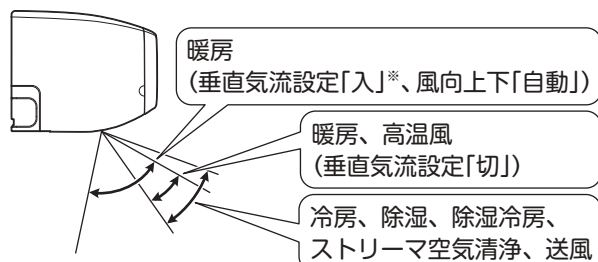 暖房
(垂直気流設定｢入｣※、風向上下｢自動｣)
暖房、高温風
(垂直気流設定｢切｣)
冷房、除湿、除湿冷房、
ストリーマ空気清浄、送風